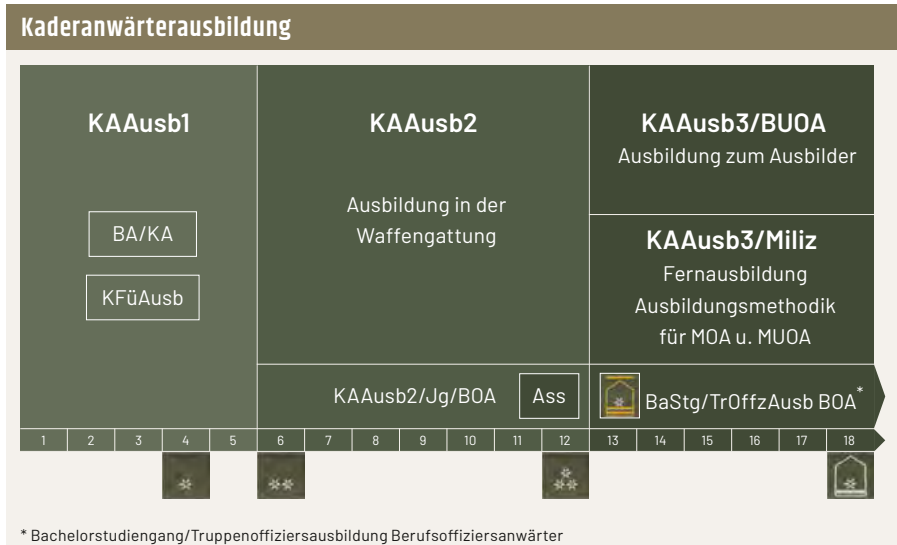 Kaderanwärterausbildung
KAAusb1
BA/KA
KFüAusb
KAAusb2
Ausbildung in der
Waffengattung
KAAusb3/BUOA
Ausbildung zum Ausbilder
KAAusb3/Miliz
Fernausbildung
Ausbildungsmethodik
für MOA u. MUOA
KAAusb2/Jg/BOA
Ass
BaStg/TrOffzAusb BOA*
1 2 3 4 5 6 7 8 9 10 11 12 13 14 15 16 17 18
* Bachelorstudiengang/Truppenoffiziersausbildung Berufsoffiziersanwärter